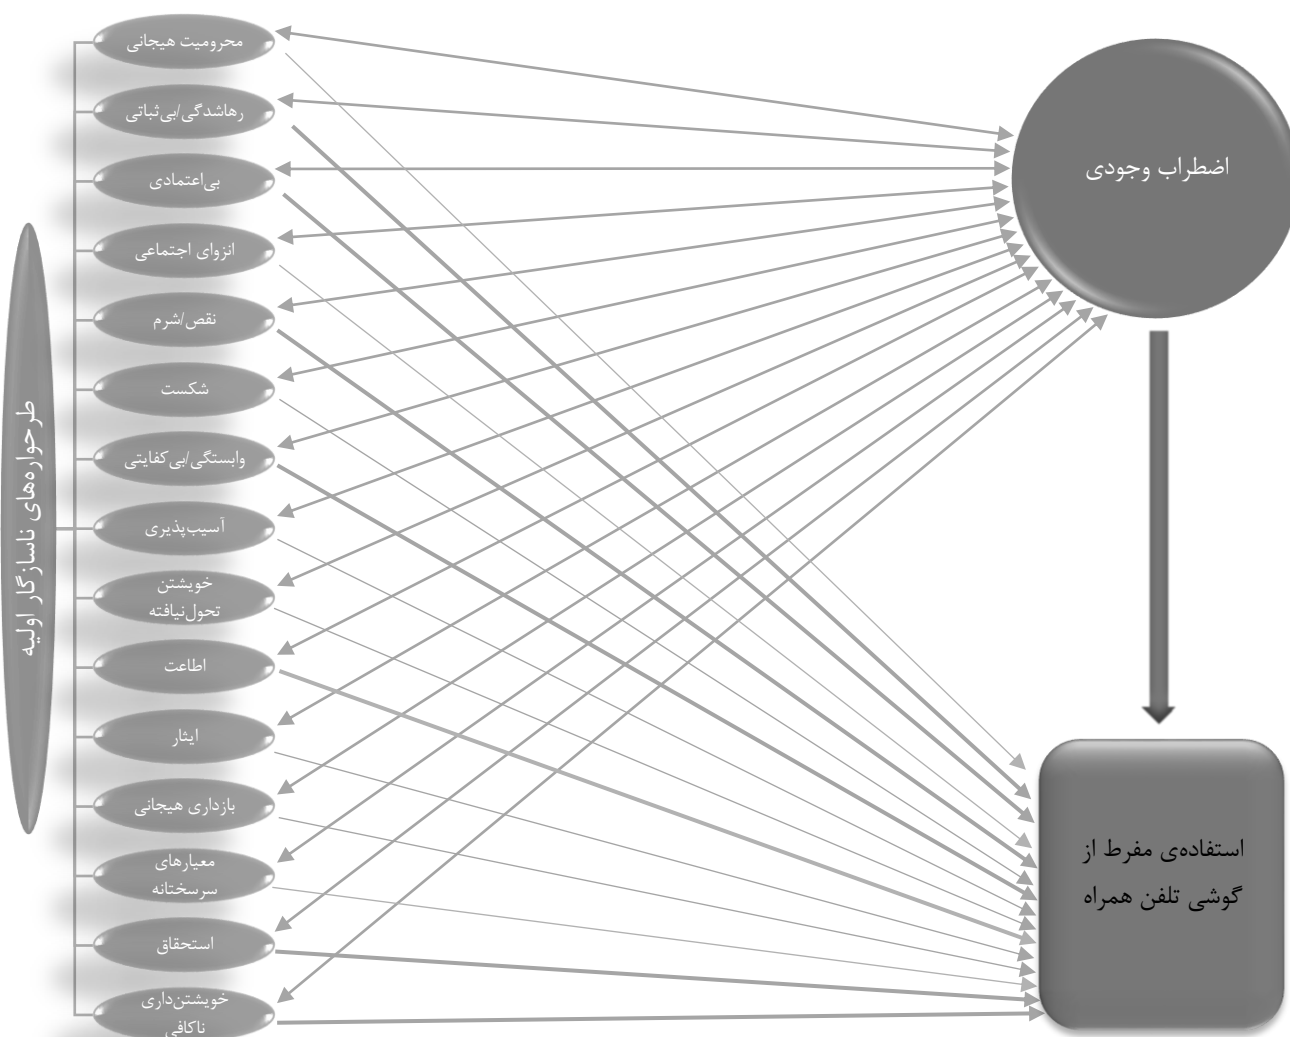 طرحواره‌های ناسازگار اولیه
محرومیت هیجانی
رهاشدگی/بی‌ثباتی
بی‌اعتمادی
انزوای اجتماعی
نقص/شرم
شکست
وابستگی/بی‌کفایتی
آسیب‌پذیری
خویشتن
تحول‌نیافته
اطاعت
ایثار
بازداری هیجانی
معیارهای
سرسختانه
استحقاق
خویشتن‌داری
ناکافی
اضطراب وجودی
استفاده‌ی مفرط از
گوشی تلفن همراه